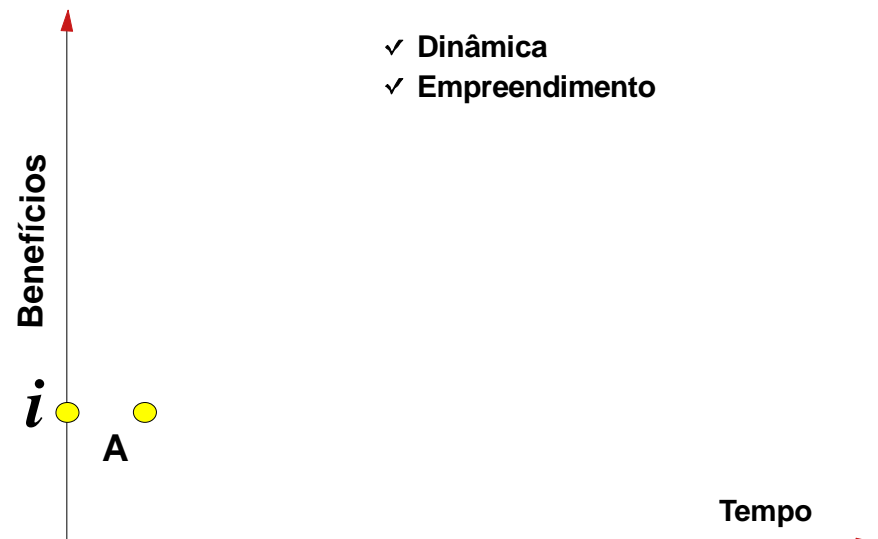 ✓ Dinâmica
✓ Empreendimento
Benefícios
i
A
Tempo